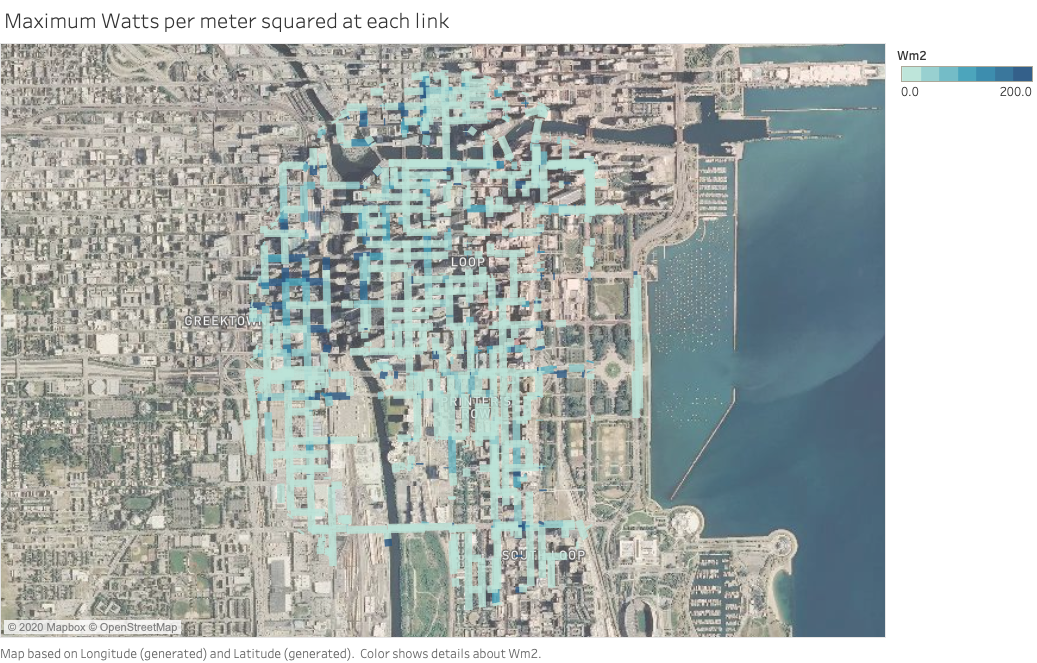 Maximum Watts per meter squared at each link
Wm2
0.0 200.0
LOOP
GREEKTOWN
PRINTER'S
ROW
SOUTH LOOP
© 2020 Mapbox © OpenStreetMap
Map based on Longitude (generated) and Latitude (generated). Color shows details about Wm2.